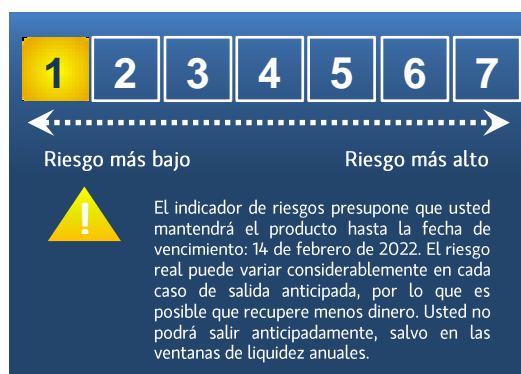 1 2 3 4 5 6 7
Riesgo más bajo Riesgo más alto
!
El indicador de riesgos presupone que usted
mantendrá el producto hasta la fecha de
vencimiento: 14 de febrero de 2022. El riesgo
real puede variar considerablemente en cada
caso de salida anticipada, por lo que es
posible que recupere menos dinero. Usted no
podrá salir anticipadamente, salvo en las
ventanas de liquidez anuales.